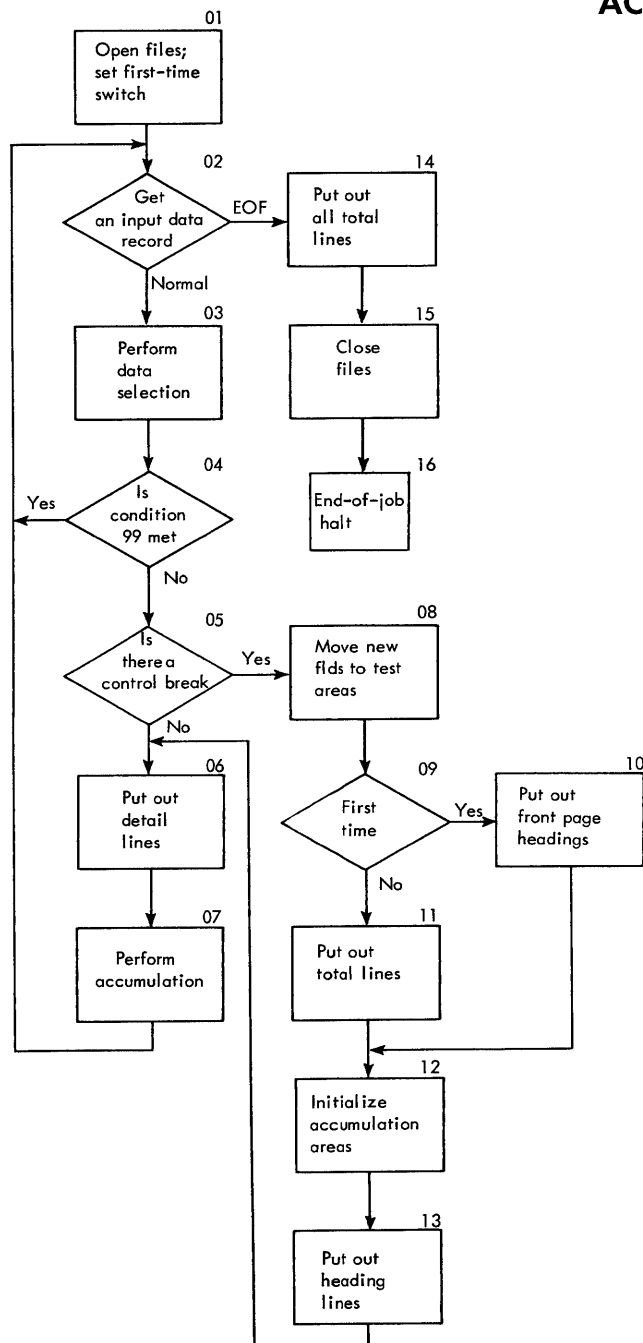 AC
01
Open files;
set first-time
switch
02
Get
an input data
record
EOF
Normal
14
Put out
all total
lines
03
Perform
data
selection
15
Close
files
04
Is
condition
99 met
Yes
No
16
End-of-job
halt
05
Is
there a
control break
Yes
No
08
Move new
flds to test
areas
06
Put out
detail
lines
09
First
time
Yes
No
10
Put out
front page
headings
07
Perform
accumulation
11
Put out
total lines
12
Initialize
accumulation
areas
13
Put out
heading
lines